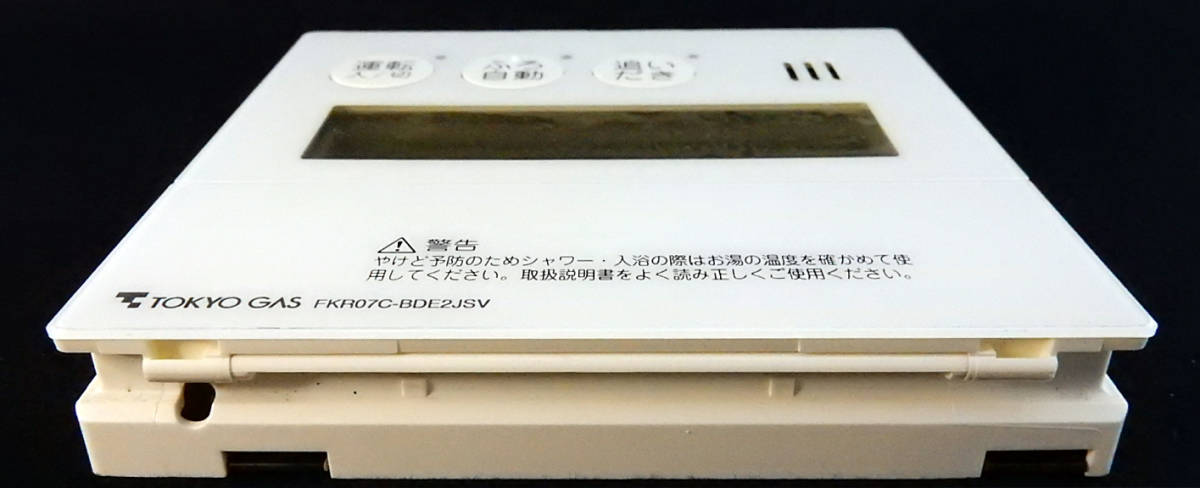 運転 ふろ 追い
入/切 自動 だき
警告
やけど予防のためシャワー・入浴の際はお湯の温度を確かめて使
用してください。取扱説明書をよく読み正しくご使用ください。
TOKYO GAS FKR07C-BDE2JSV